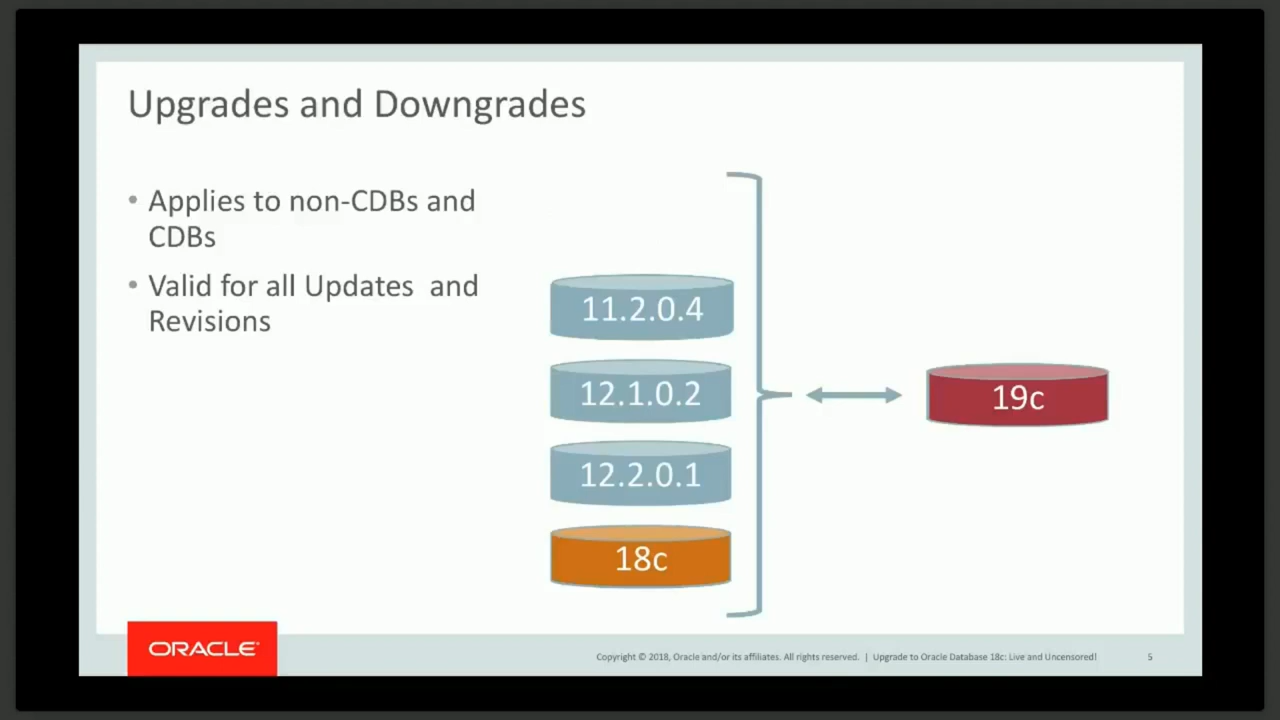 Upgrades and Downgrades
• Applies to non-CDBs and
CDBs
• Valid for all Updates  and
Revisions
11.2.0.4
12.1.0.2
12.2.0.1
18c
19c
ORACLE®
Copyright © 2018, Oracle and/or its affiliates. All rights reserved. | Upgrade to Oracle Database 18c: Live and Uncensored! 5